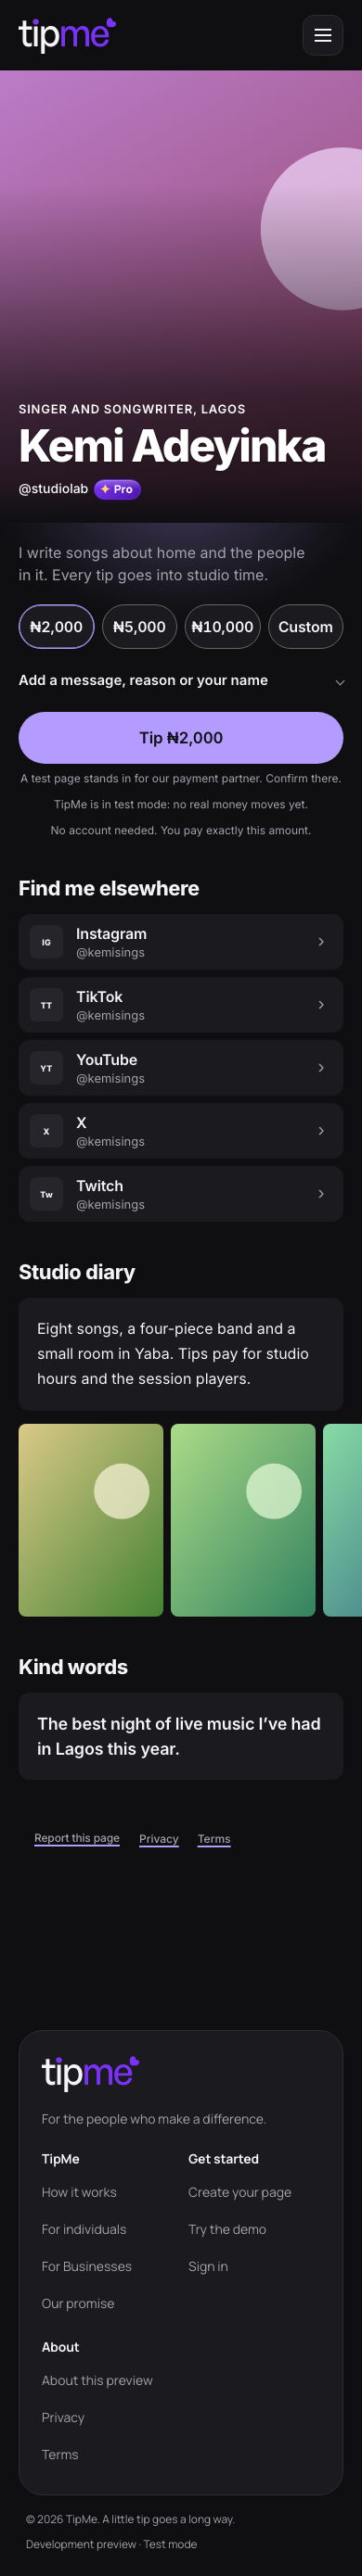 tipme
SINGER AND SONGWRITER, LAGOS
Kemi Adeyinka
@studiolab ✦ Pro
I write songs about home and the people
in it. Every tip goes into studio time.
₦2,000 ₦5,000 ₦10,000 Custom
Add a message, reason or your name
Tip ₦2,000
A test page stands in for our payment partner. Confirm there.
TipMe is in test mode: no real money moves yet.
No account needed. You pay exactly this amount.
Find me elsewhere
IG Instagram
@kemisings
TT TikTok
@kemisings
YT YouTube
@kemisings
X X
@kemisings
Tw Twitch
@kemisings
Studio diary
Eight songs, a four-piece band and a
small room in Yaba. Tips pay for studio
hours and the session players.
Kind words
The best night of live music I’ve had
in Lagos this year.
Report this page Privacy Terms
tipme
For the people who make a difference.
TipMe
How it works
For individuals
For Businesses
Our promise
Get started
Create your page
Try the demo
Sign in
About
About this preview
Privacy
Terms
© 2026 TipMe. A little tip goes a long way.
Development preview · Test mode